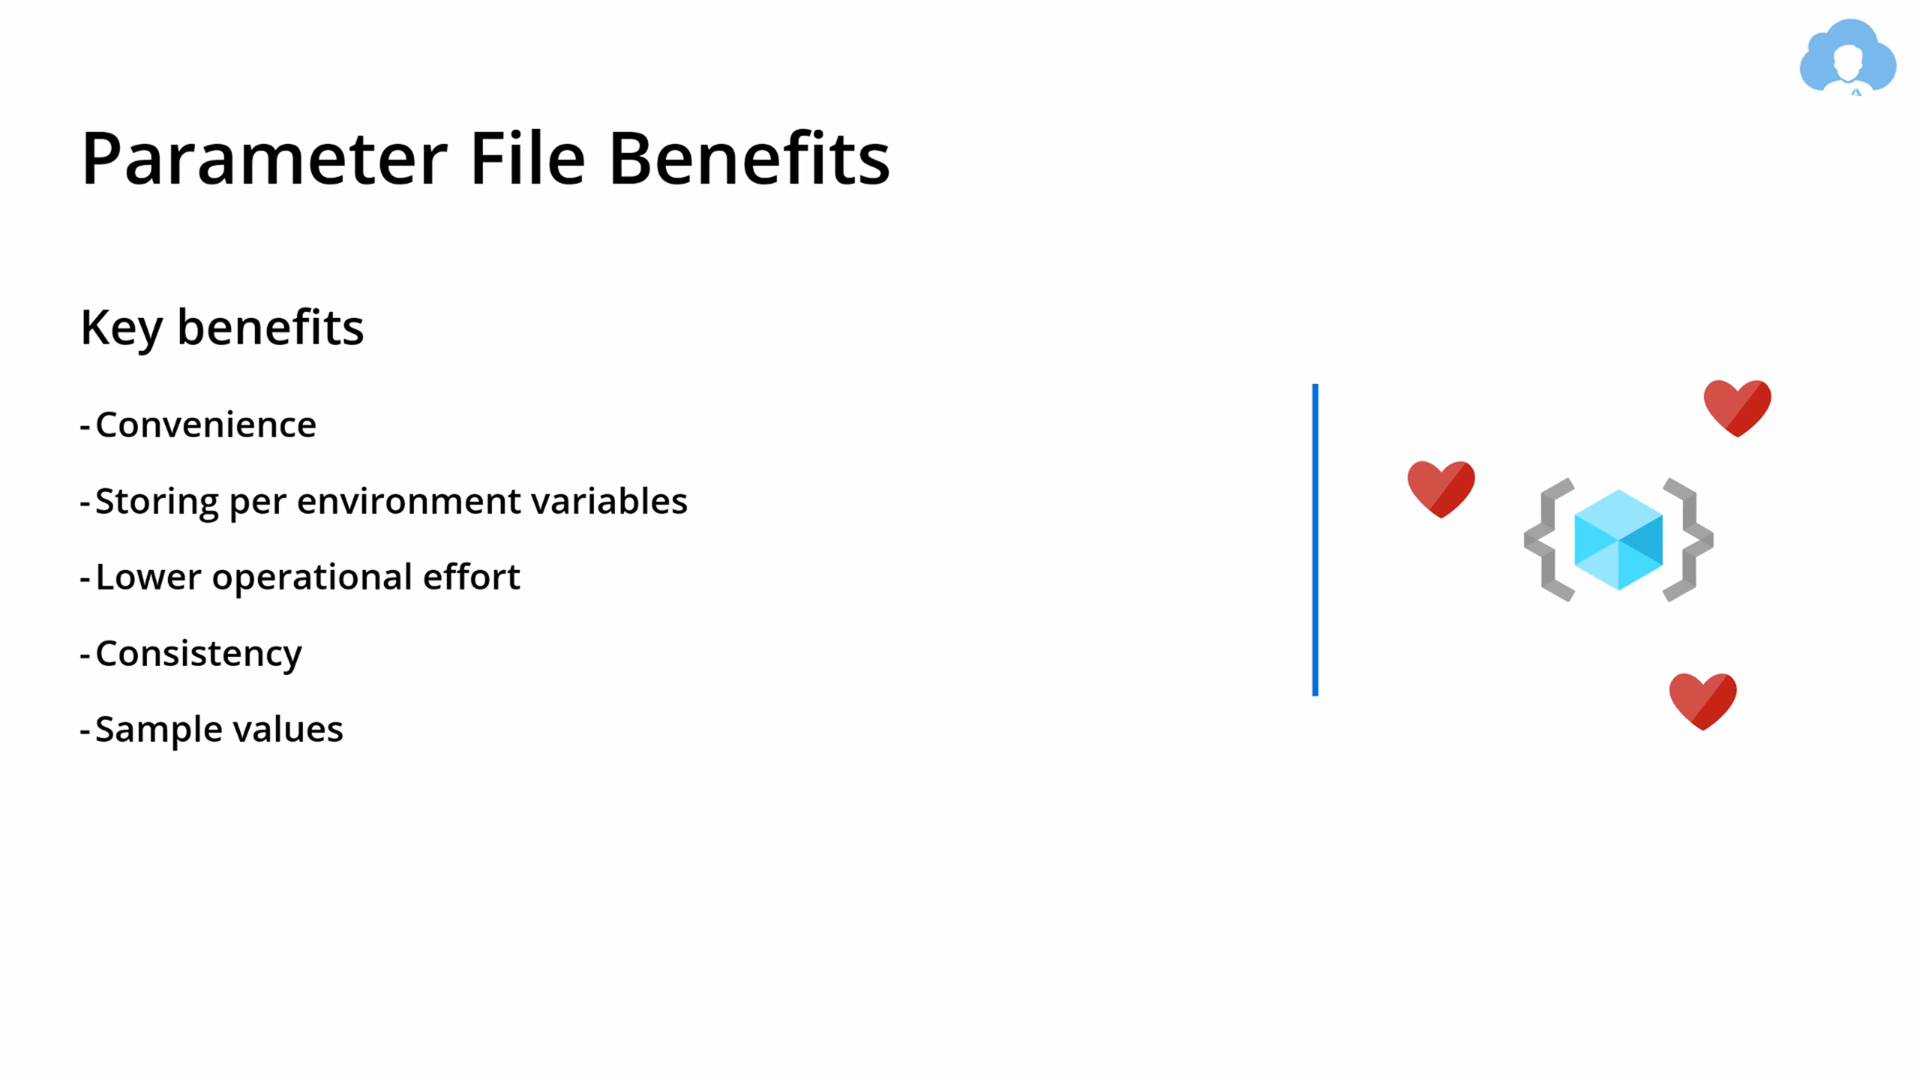 Parameter File Benefits
Key benefits
- Convenience
- Storing per environment variables
- Lower operational effort
- Consistency
- Sample values